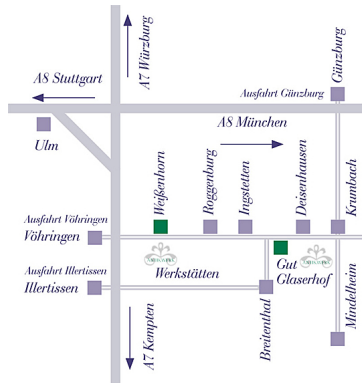 A7 Würzburg
Günzburg
A8 Stuttgart
Ausfahrt Günzburg
A8 München
Ulm
Weißenhorn
Roggenburg
Ingstetten
Deisenhausen
Krumbach
Ausfahrt Vöhringen
Vöhringen
Ausfahrt Illertissen
Illertissen
Werkstätten
Gut
Glaserhof
Breitenthal
Mindelheim
A7 Kempten